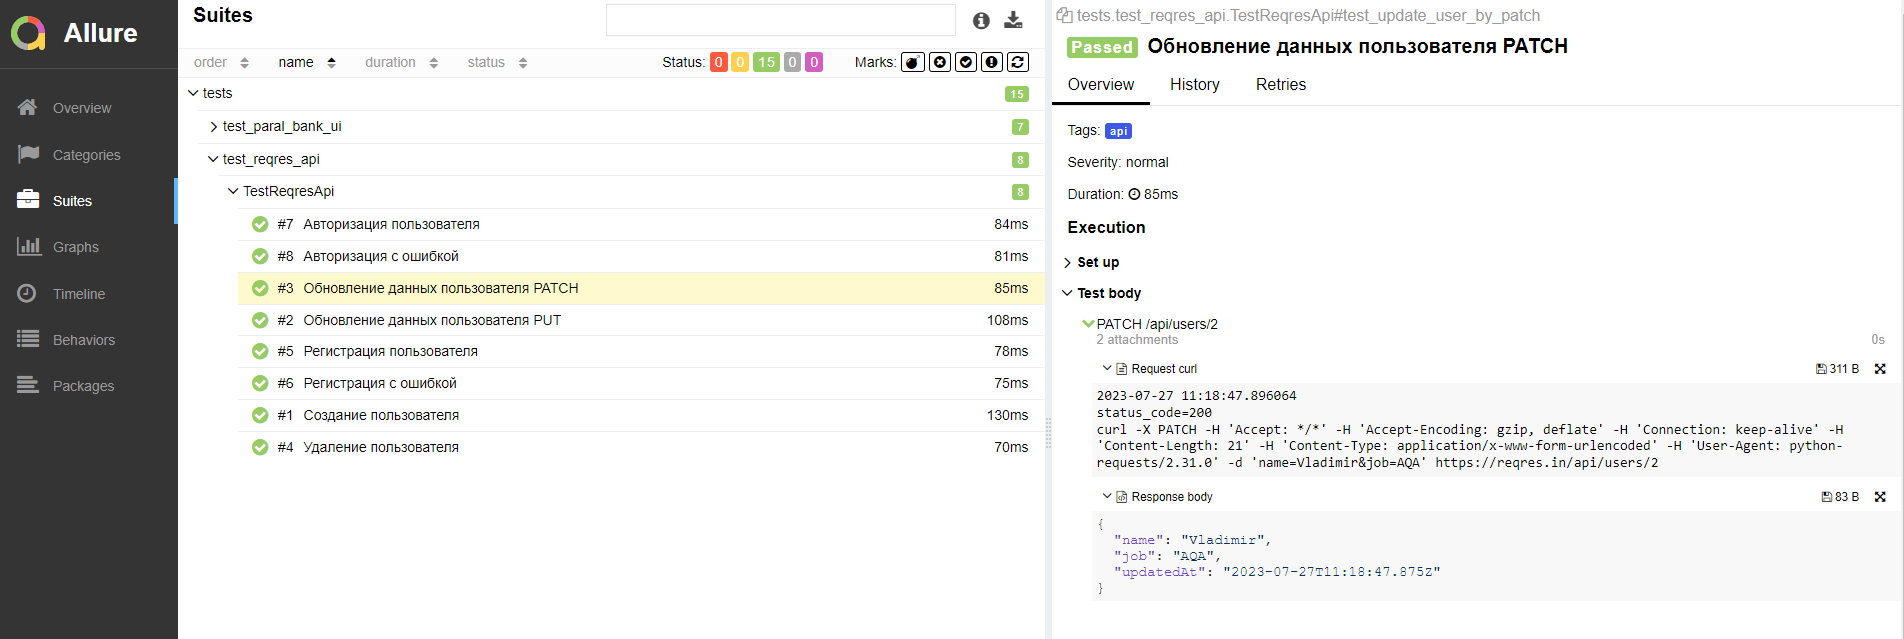 Allure
Overview
Categories
Suites
Graphs
Timeline
Behaviors
Packages
Suites
order name duration status Status: 0 0 15 0 0 Marks:
tests 15
test_paral_bank_ui 7
test_reqres_api 8
TestReqresApi 8
#7 Авторизация пользователя 84ms
#8 Авторизация с ошибкой 81ms
#3 Обновление данных пользователя PATCH 85ms
#2 Обновление данных пользователя PUT 108ms
#5 Регистрация пользователя 78ms
#6 Регистрация с ошибкой 75ms
#1 Создание пользователя 130ms
#4 Удаление пользователя 70ms
tests.test_reqres_api.TestReqresApi#test_update_user_by_patch
Passed Обновление данных пользователя PATCH
Overview History Retries
Tags: api
Severity: normal
Duration: 85ms
Execution
Set up
Test body
PATCH /api/users/2
2 attachments 0s
Request curl 311 B
2023-07-27 11:18:47.896064
status_code=200
curl -X PATCH -H 'Accept: */*' -H 'Accept-Encoding: gzip, deflate' -H 'Connection: keep-alive' -H
'Content-Length: 21' -H 'Content-Type: application/x-www-form-urlencoded' -H 'User-Agent: python-
requests/2.31.0' -d 'name=Vladimir&job=AQA' https://reqres.in/api/users/2
Response body 83 B
{
"name": "Vladimir",
"job": "AQA",
"updatedAt": "2023-07-27T11:18:47.875Z"
}